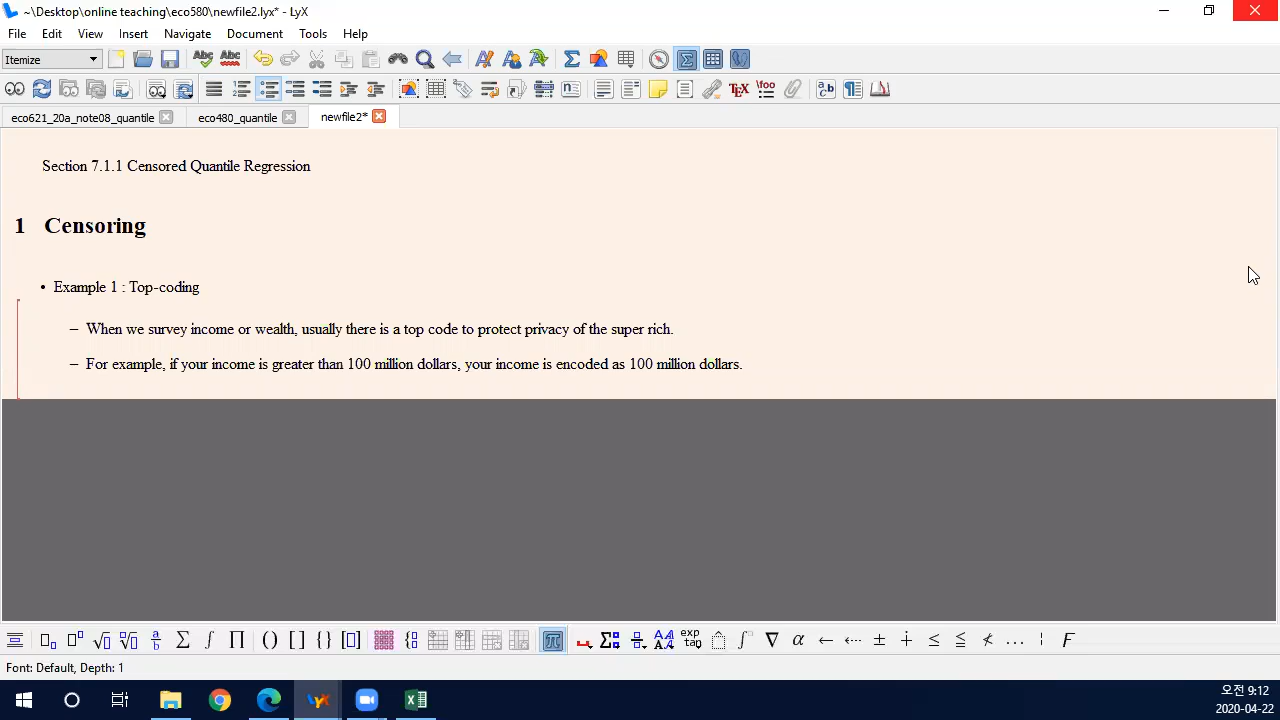 ~\Desktop\online teaching\eco580\newfile2.lyx* - LyX
File Edit View Insert Navigate Document Tools Help
Itemize
eco621_20a_note08_quantile eco480_quantile newfile2*
Section 7.1.1 Censored Quantile Regression
1 Censoring
• Example 1 : Top-coding
– When we survey income or wealth, usually there is a top code to protect privacy of the super rich.
– For example, if your income is greater than 100 million dollars, your income is encoded as 100 million dollars.
Font: Default, Depth: 1
오전 9:12
2020-04-22